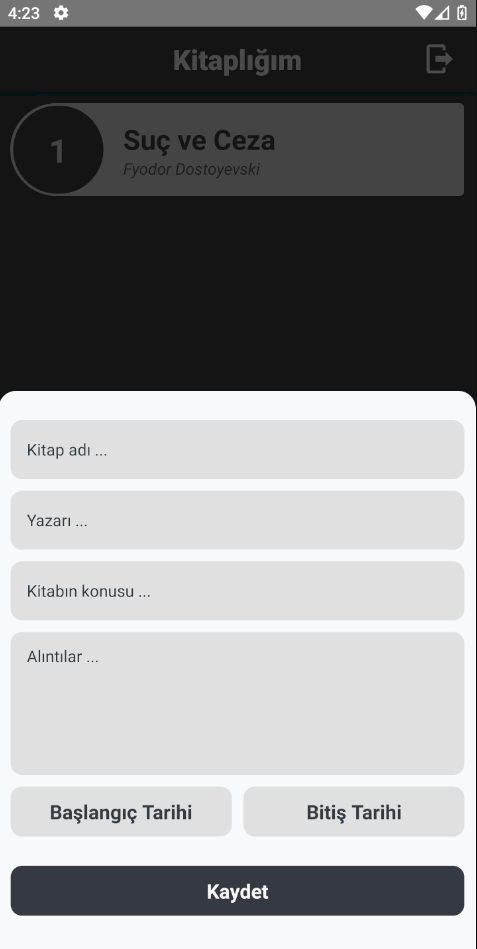 4:23
Kitaplığım
1
Suç ve Ceza
Fyodor Dostoyevski
Kitap adı ...
Yazarı ...
Kitabın konusu ...
Alıntılar ...
Başlangıç Tarihi
Bitiş Tarihi
Kaydet